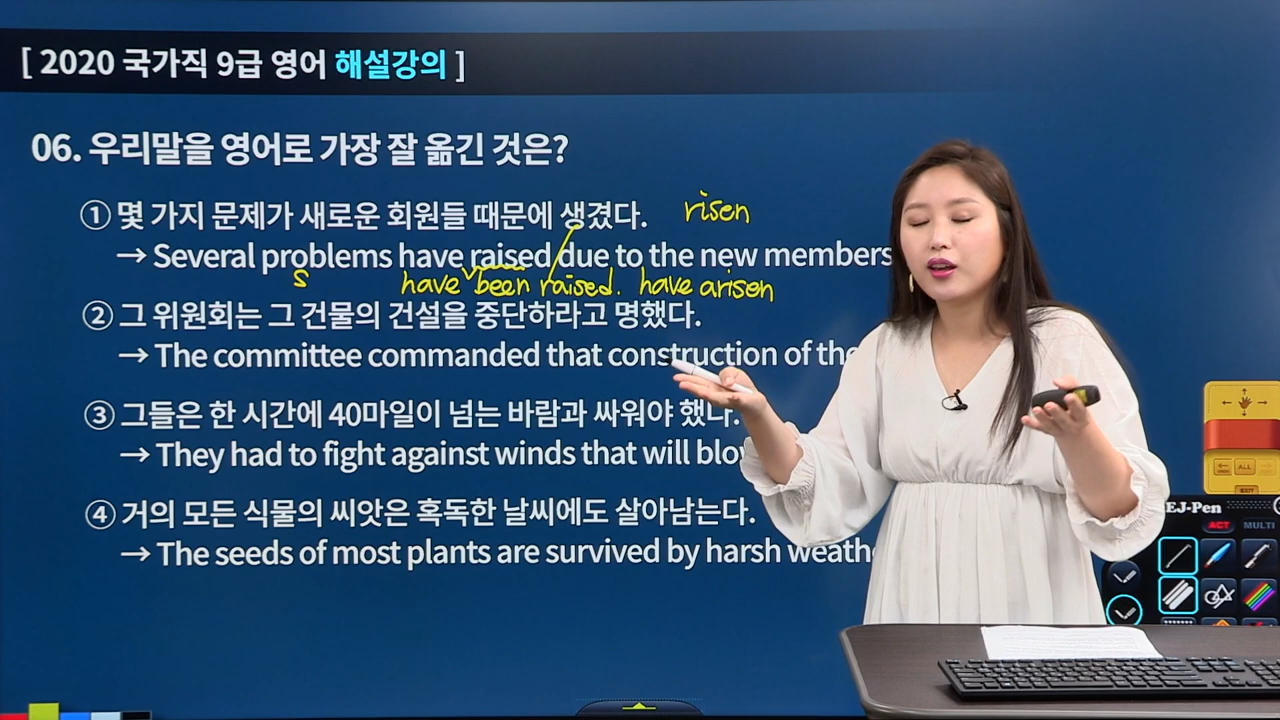 [ 2020 국가직 9급 영어 해설강의 ]
06. 우리말을 영어로 가장 잘 옮긴 것은?
① 몇 가지 문제가 새로운 회원들 때문에 생겼다. risen
→ Several problems have raised due to the new members
s have been raised. have arisen
② 그 위원회는 그 건물의 건설을 중단하라고 명했다.
→ The committee commanded that construction of the
③ 그들은 한 시간에 40마일이 넘는 바람과 싸워야 했다.
→ They had to fight against winds that will blow
④ 거의 모든 식물의 씨앗은 혹독한 날씨에도 살아남는다.
→ The seeds of most plants are survived by harsh weath
ALL
EXIT
EJ-Pen
ACT MULTI